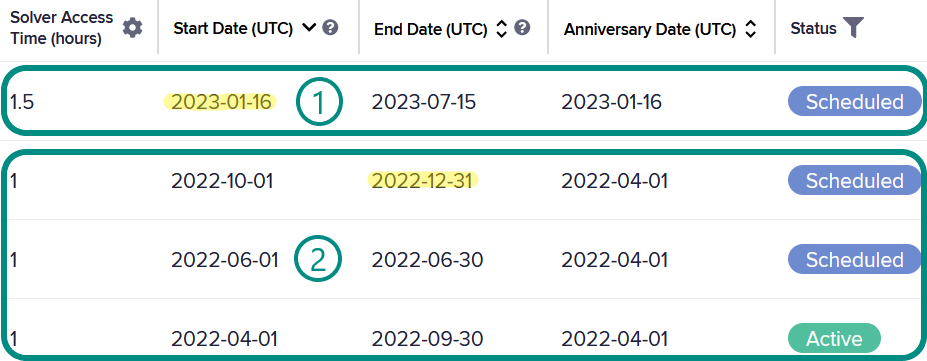 Solver Access Time (hours) Start Date (UTC) End Date (UTC) Anniversary Date (UTC) Status
1.5 2023-01-16 1 2023-07-15 2023-01-16 Scheduled
1 2022-10-01 2022-12-31 2022-04-01 Scheduled
1 2022-06-01 2 2022-06-30 2022-04-01 Scheduled
1 2022-04-01 2022-09-30 2022-04-01 Active